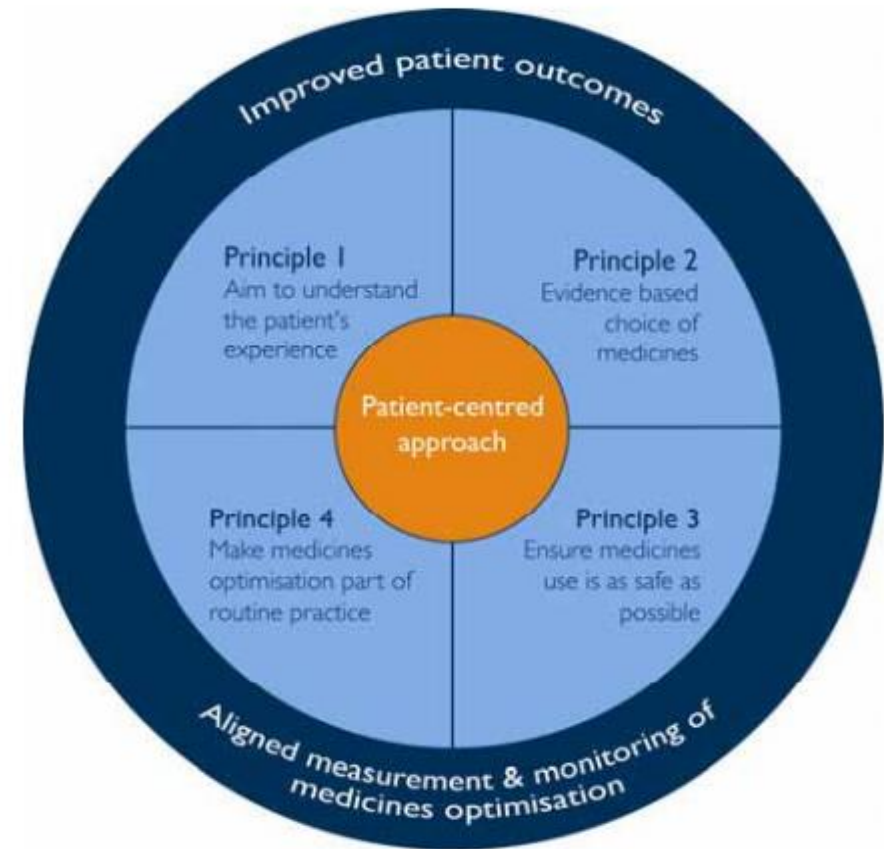 Improved patient outcomes
Principle 1
Aim to understand
the patient's
experience
Principle 2
Evidence based
choice of
medicines
Patient-centred
approach
Principle 4
Make medicines
optimisation part of
routine practice
Principle 3
Ensure medicines
use is as safe as
possible
Aligned measurement & monitoring of
medicines optimisation